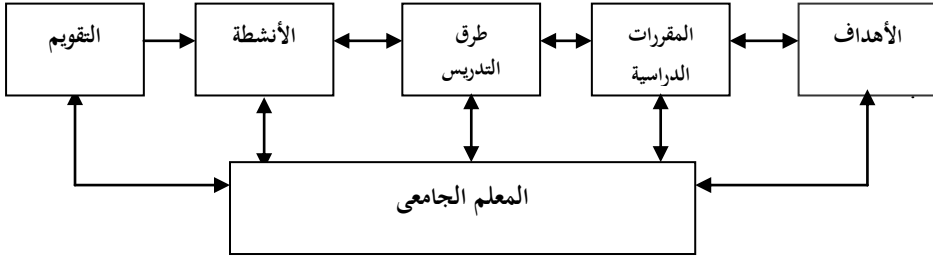 الأهداف
المقررات
الدراسية
طرق
التدريس
الأنشطة
التقويم
المعلم الجامعى